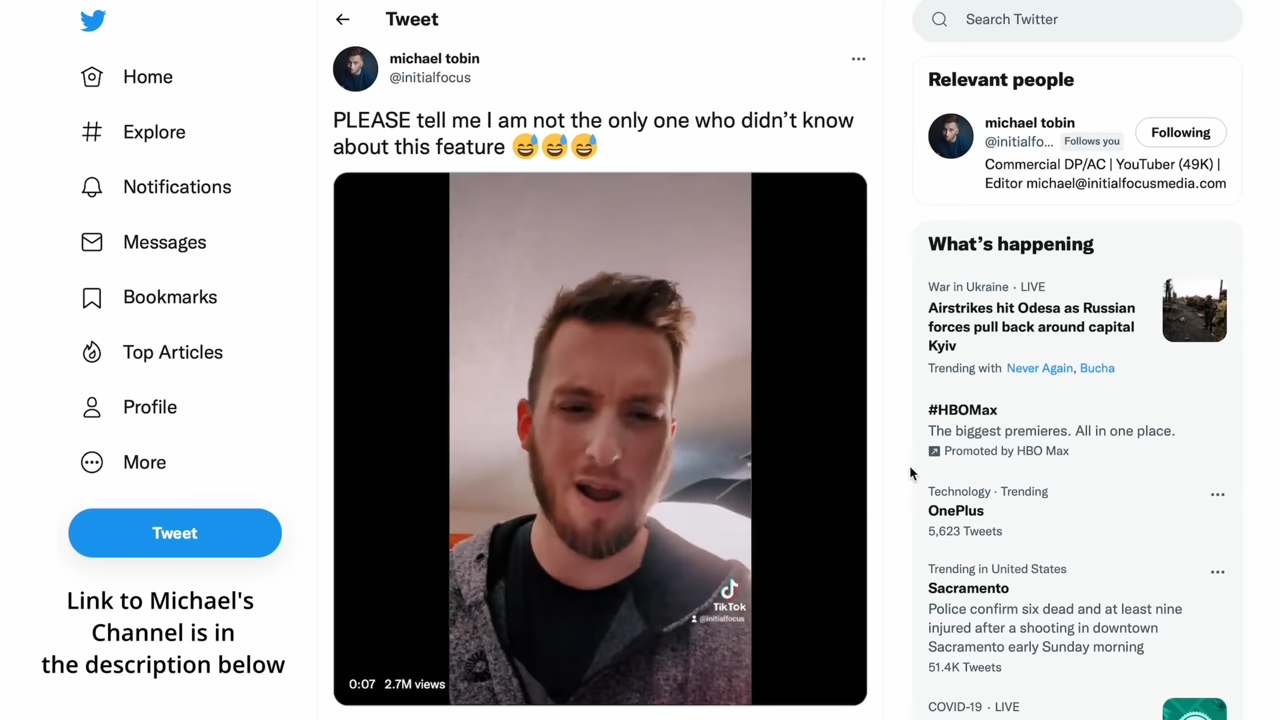 Tweet
michael tobin
@initialfocus
PLEASE tell me I am not the only one who didn’t know
about this feature 😅😅😅
TikTok
@initialfocus
0:07 2.7M views
Home
Explore
Notifications
Messages
Bookmarks
Top Articles
Profile
More
Tweet
Link to Michael's
Channel is in
the description below
Search Twitter
Relevant people
michael tobin
@initialfo... Follows you
Following
Commercial DP/AC | YouTuber (49K) |
Editor michael@initialfocusmedia.com
What’s happening
War in Ukraine · LIVE
Airstrikes hit Odesa as Russian
forces pull back around capital
Kyiv
Trending with Never Again, Bucha
#HBOMax
The biggest premieres. All in one place.
Promoted by HBO Max
Technology · Trending
OnePlus
5,623 Tweets
Trending in United States
Sacramento
Police confirm six dead and at least nine
injured after a shooting in downtown
Sacramento early Sunday morning
51.4K Tweets
COVID-19 · LIVE